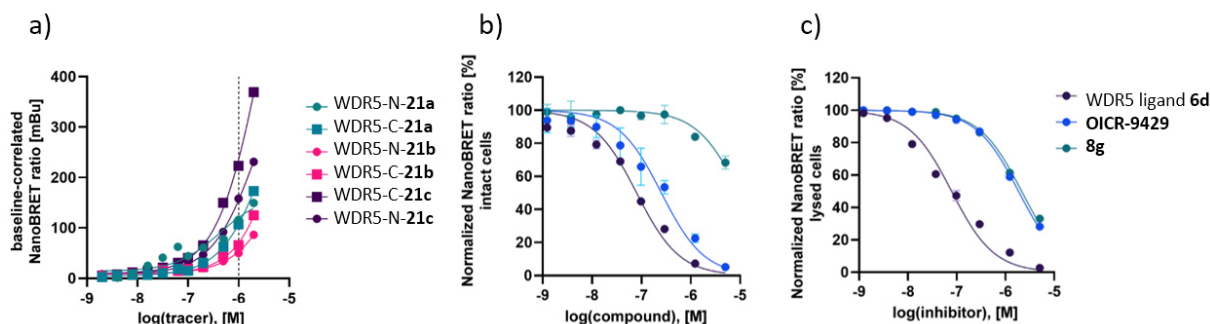 a)
baseline-correlated
NanoBRET ratio [mBu]
400
300
200
100
0
-9
-8
-7
-6
-5
log(tracer), [M]
WDR5-N-21a
WDR5-C-21a
WDR5-N-21b
WDR5-C-21b
WDR5-C-21c
WDR5-N-21c
b)
Normalized NanoBRET ratio [%]
intact cells
120
100
80
60
40
20
0
-9
-8
-7
-6
-5
log(compound), [M]
c)
Normalized NanoBRET ratio [%]
lysed cells
120
100
80
60
40
20
0
-9
-8
-7
-6
-5
log(inhibitor), [M]
WDR5 ligand 6d
OICR-9429
8g